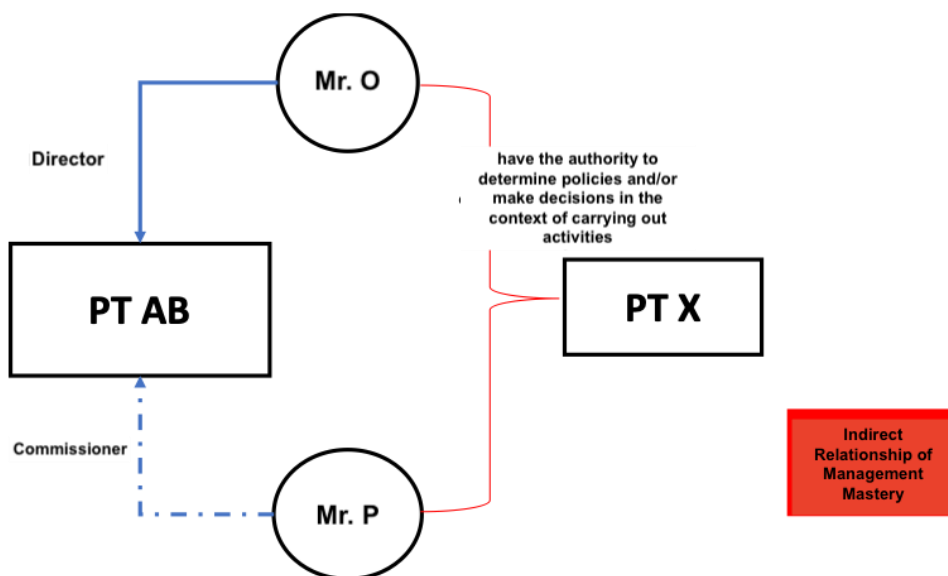 Mr. O
Director
have the authority to
determine policies and/or
make decisions in the
context of carrying out
activities
PT AB
PT X
Commissioner
Mr. P
Indirect
Relationship of
Management
Mastery